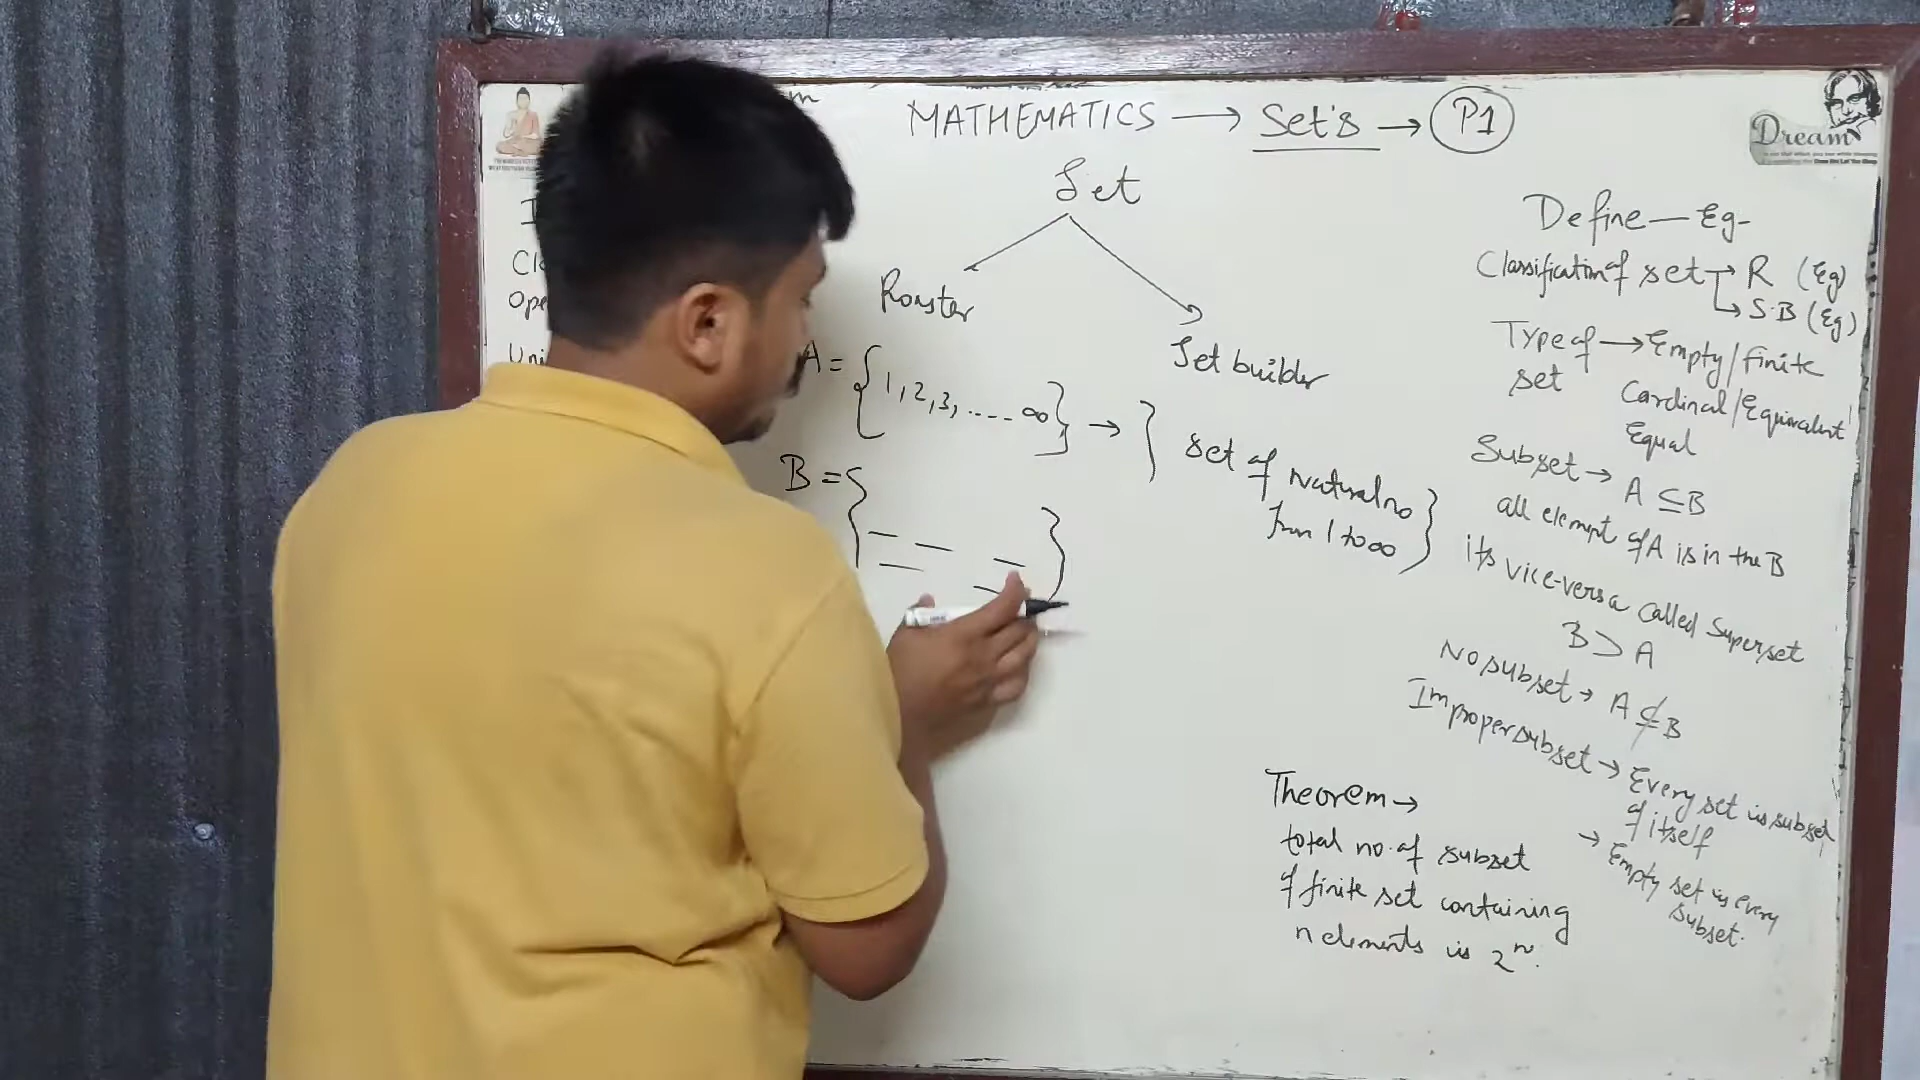 MATHEMATICS → Set's → P1
Set
Roaster
Set builder
A = {1, 2, 3, ---- ∞} → } set of natural no
from 1 to ∞ }
B = { — — —
— — }
Define — Eg-
Classification of set → R (Eg)
→ S.B (Eg)
Type of → Empty / finite
set Cardinal / Equivalent
Equal
Subset → A ⊆ B
all elempt of A is in the B
its vice-versa called Superset
B ⊃ A
No subset → A ⊈ B
Improper subset → Every set is subset
of itself
→ Empty set is every
subset.
Theorem →
total no. of subset
of finite set containing
n elements is 2ⁿ.
Dream